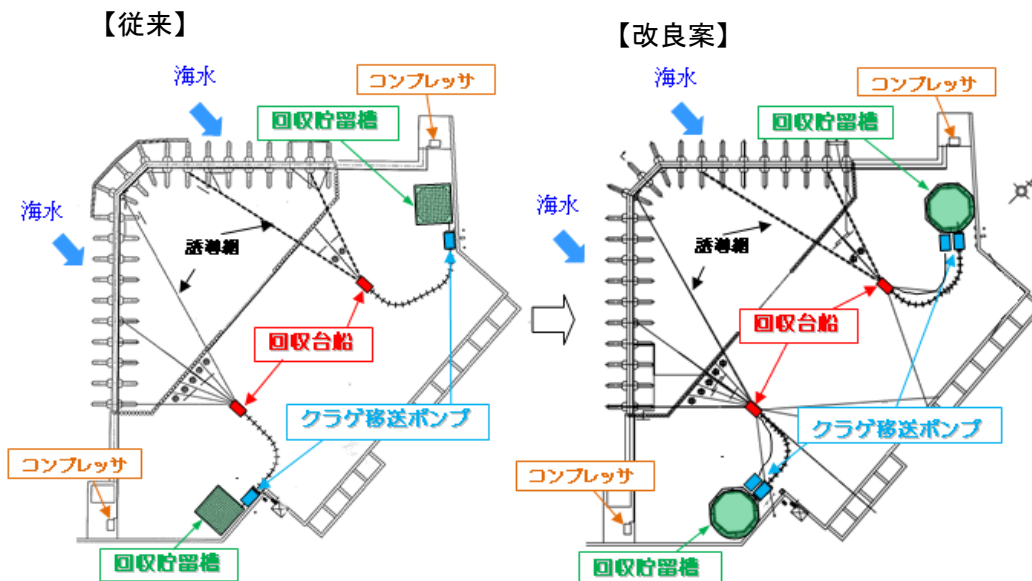 【従来】
海水
コンプレッサ
回収貯留槽
海水
誘導網
回収台船
クラゲ移送ポンプ
コンプレッサ
回収貯留槽
【改良案】
海水
コンプレッサ
回収貯留槽
海水
誘導網
回収台船
クラゲ移送ポンプ
コンプレッサ
回収貯留槽